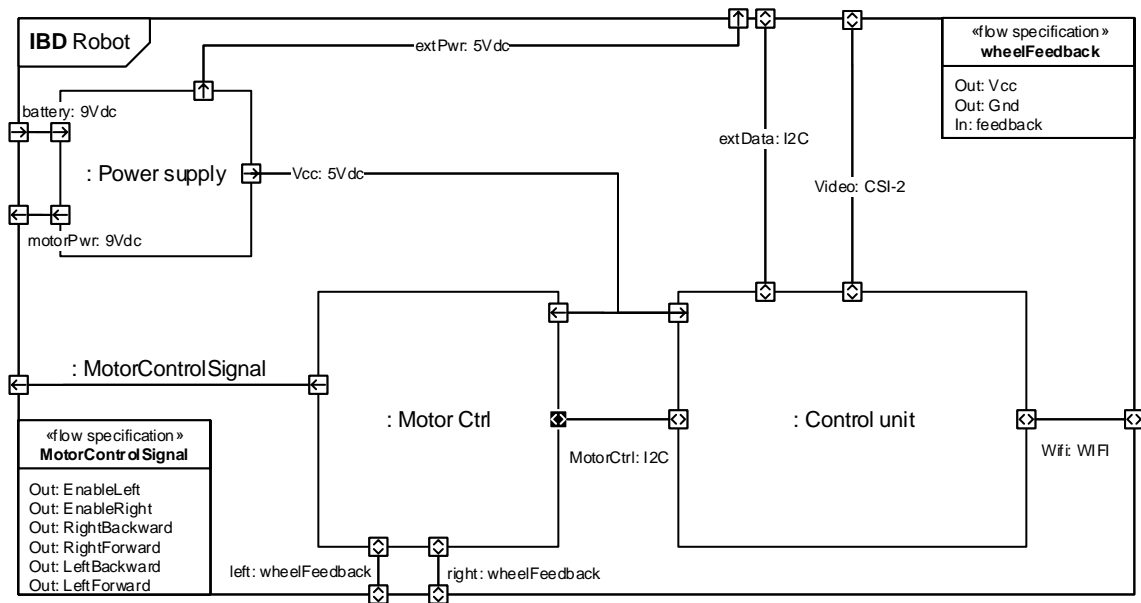 IBD Robot
extPwr: 5Vdc
«flow specification»
wheelFeedback
Out: Vcc
Out: Gnd
In: feedback
battery: 9Vdc
extData: I2C
: Power supply
Vcc: 5Vdc
Video: CSI-2
motorPwr: 9Vdc
: MotorControlSignal
: Motor Ctrl
: Control unit
«flow specification»
MotorControlSignal
Out: EnableLeft
Out: EnableRight
Out: RightBackward
Out: RightForward
Out: LeftBackward
Out: LeftForward
MotorCtrl: I2C
Wifi: WIFI
left: wheelFeedback
right: wheelFeedback